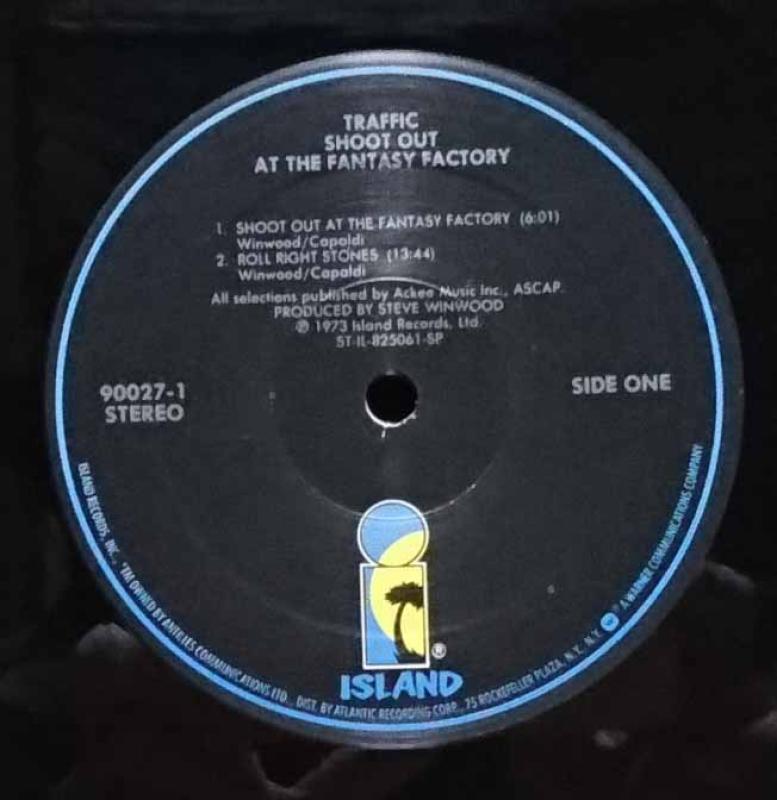 TRAFFIC
SHOOT OUT
AT THE FANTASY FACTORY
1. SHOOT OUT AT THE FANTASY FACTORY (6:01)
Winwood/Capaldi
2. ROLL RIGHT STONES (13:44)
Winwood/Capaldi
All selections published by Ackee Music Inc., ASCAP.
PRODUCED BY STEVE WINWOOD
℗ 1973 Island Records, Ltd.
ST-IL-825061-SP
90027-1
STEREO
SIDE ONE
®
ISLAND
ISLAND RECORDS, INC. *TM OWNED BY ANTILLES COMMUNICATIONS LTD., DIST. BY ATLANTIC RECORDING CORP., 75 ROCKEFELLER PLAZA, N.Y., N.Y. A WARNER COMMUNICATIONS COMPANY